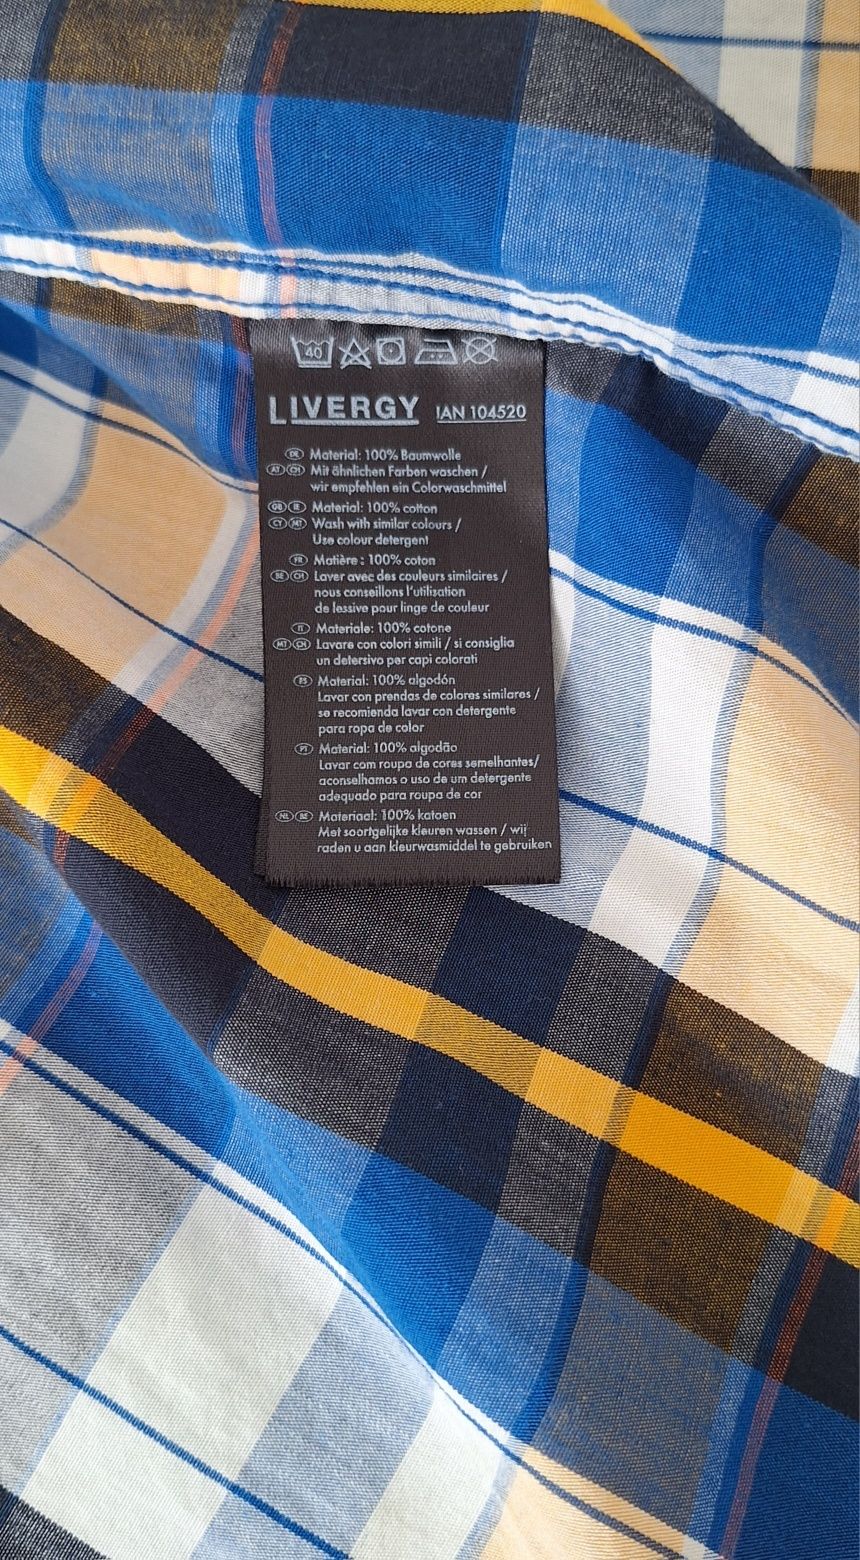 40
LIVERGY IAN 104520
DE Material: 100% Baumwolle
AT CH Mit ähnlichen Farben waschen /
wir empfehlen ein Colorwaschmittel
GB IE Material: 100% cotton
CY MT Wash with similar colours /
Use colour detergent
FR Matière : 100% coton
BE CH Laver avec des couleurs similaires /
nous conseillons l'utilisation
de lessive pour linge de couleur
IT Materiale: 100% cotone
MT CH Lavare con colori simili / si consiglia
un detersivo per capi colorati
ES Material: 100% algodón
Lavar con prendas de colores similares /
se recomienda lavar con detergente
para ropa de color
PT Material: 100% algodão
Lavar com roupa de cores semelhantes/
aconselhamos o uso de um detergente
adequado para roupa de cor
NL BE Materiaal: 100% katoen
Met soortgelijke kleuren wassen / wij
raden u aan kleurwasmiddel te gebruiken